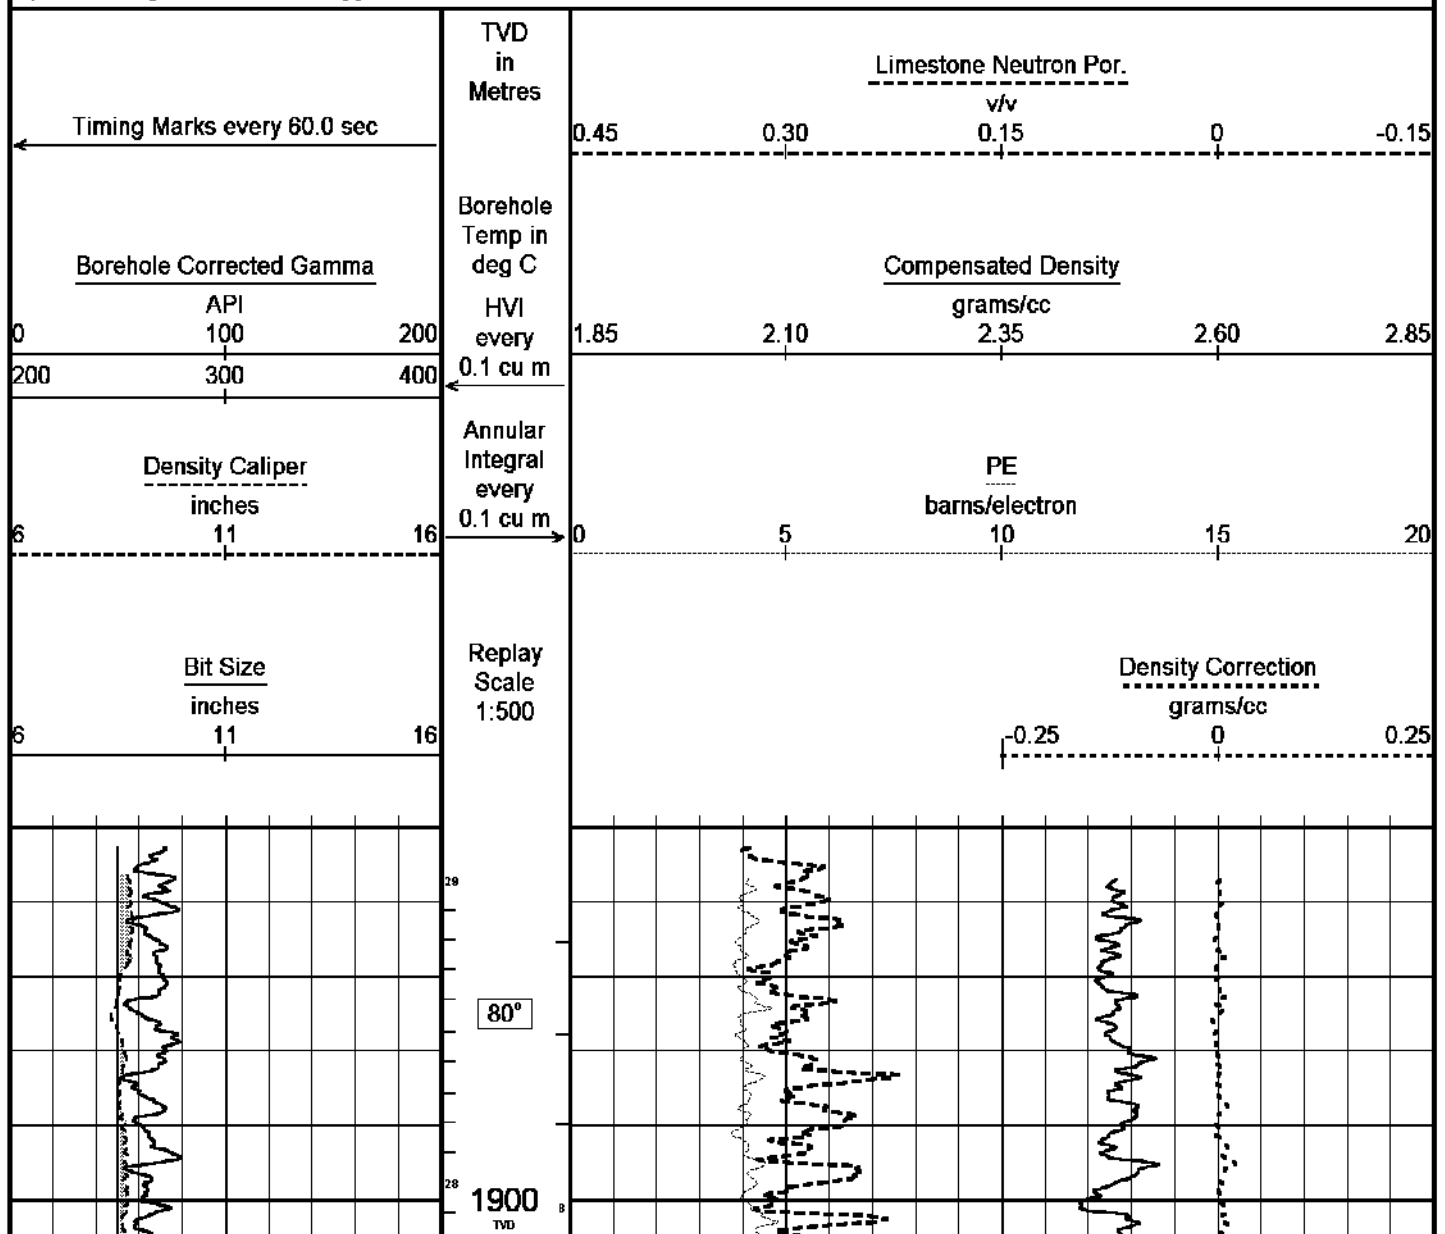 TVD
in
Metres
Limestone Neutron Por.
v/v
0.45 0.30 0.15 0 -0.15
Timing Marks every 60.0 sec
Borehole
Temp in
deg C
Borehole Corrected Gamma
API
0 100 200
200 300 400
HVI
every
0.1 cu m
Compensated Density
grams/cc
1.85 2.10 2.35 2.60 2.85
Density Caliper
inches
6 11 16
Annular
Integral
every
0.1 cu m
PE
barns/electron
0 5 10 15 20
Bit Size
inches
6 11 16
Replay
Scale
1:500
Density Correction
grams/cc
-0.25 0 0.25
29
80°
28
1900
TVD